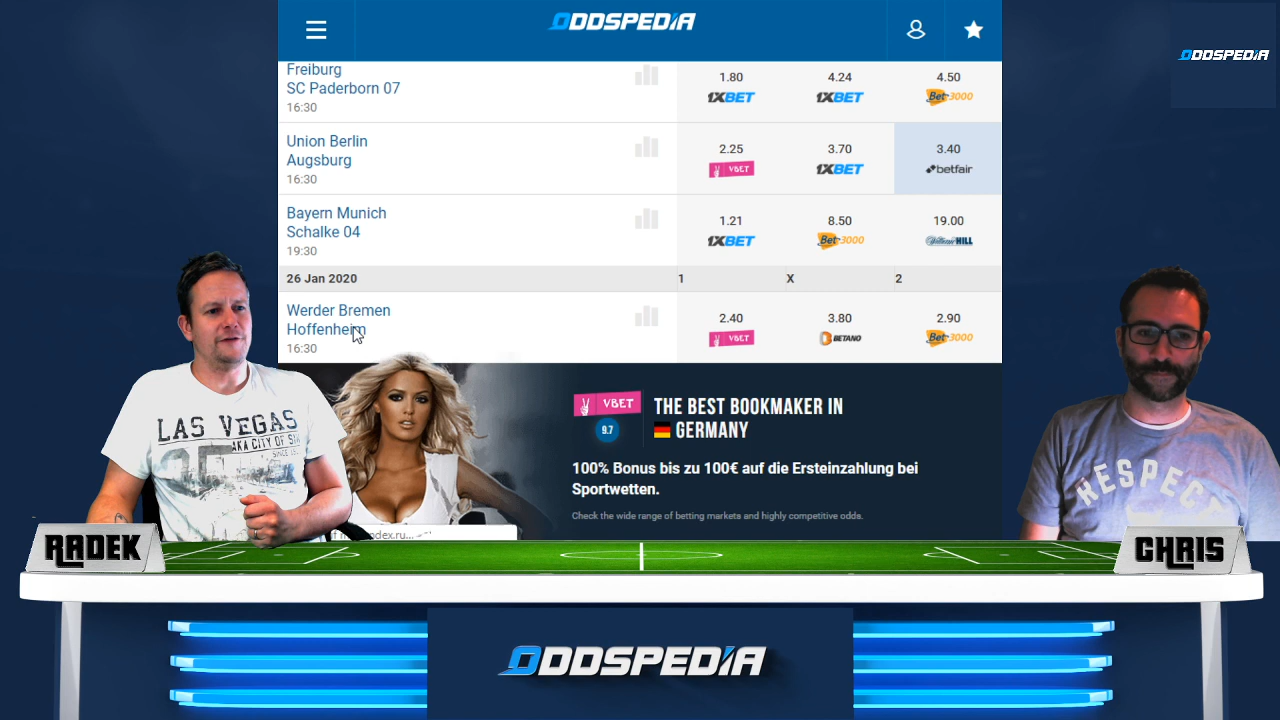 ODDSPEDIA
ODDSPEDIA
Freiburg
SC Paderborn 07
16:30
1.80
4.24
4.50
1XBET
1XBET
Bet3000
Union Berlin
Augsburg
16:30
2.25
3.70
3.40
VBET
1XBET
betfair
Bayern Munich
Schalke 04
19:30
1.21
8.50
19.00
1XBET
Bet3000
William HILL
26 Jan 2020
1
X
2
Werder Bremen
Hoffenheim
16:30
2.40
3.80
2.90
VBET
BETANO
Bet3000
VBET
9.7
THE BEST BOOKMAKER IN
GERMANY
100% Bonus bis zu 100€ auf die Ersteinzahlung bei
Sportwetten.
Check the wide range of betting markets and highly competitive odds.
LAS VEGAS
AKA CITY OF
SINCE
RESPECT
RADEK
CHRIS
ODDSPEDIA